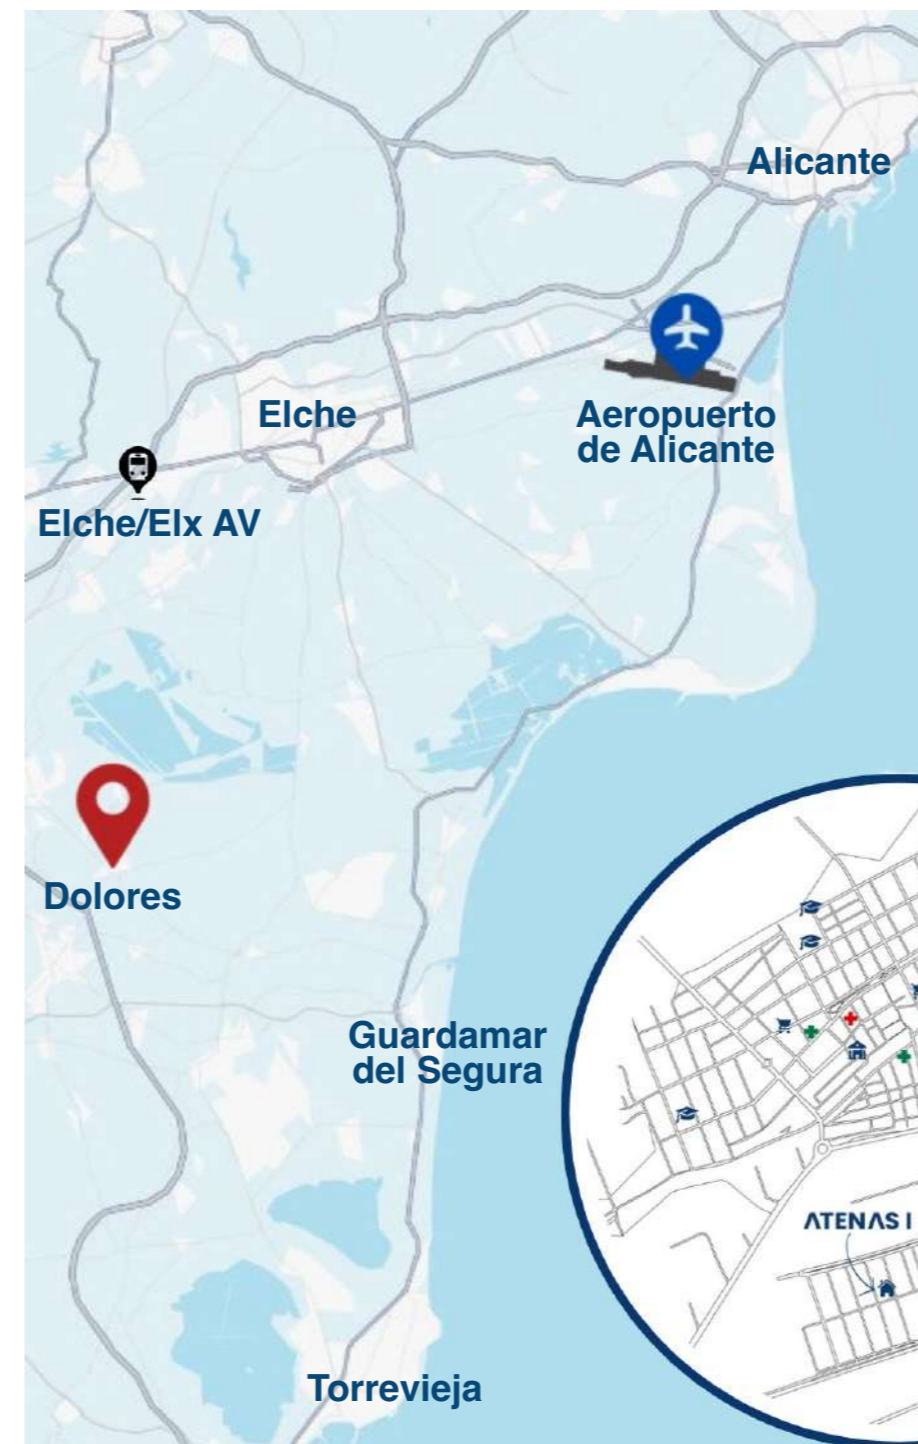 Alicante
Elche
Aeropuerto
de Alicante
Elche/Elx AV
Dolores
Guardamar
del Segura
ATENAS I
Torrevieja